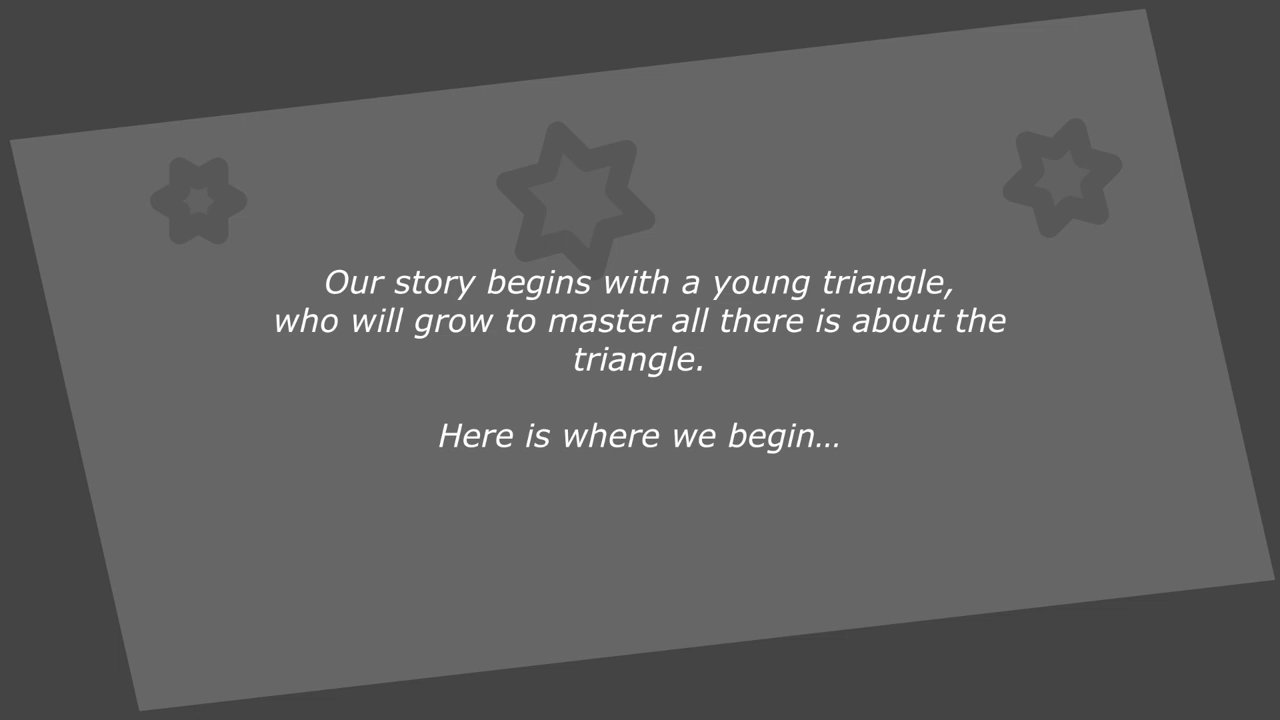 Our story begins with a young triangle,
who will grow to master all there is about the
triangle.
Here is where we begin…